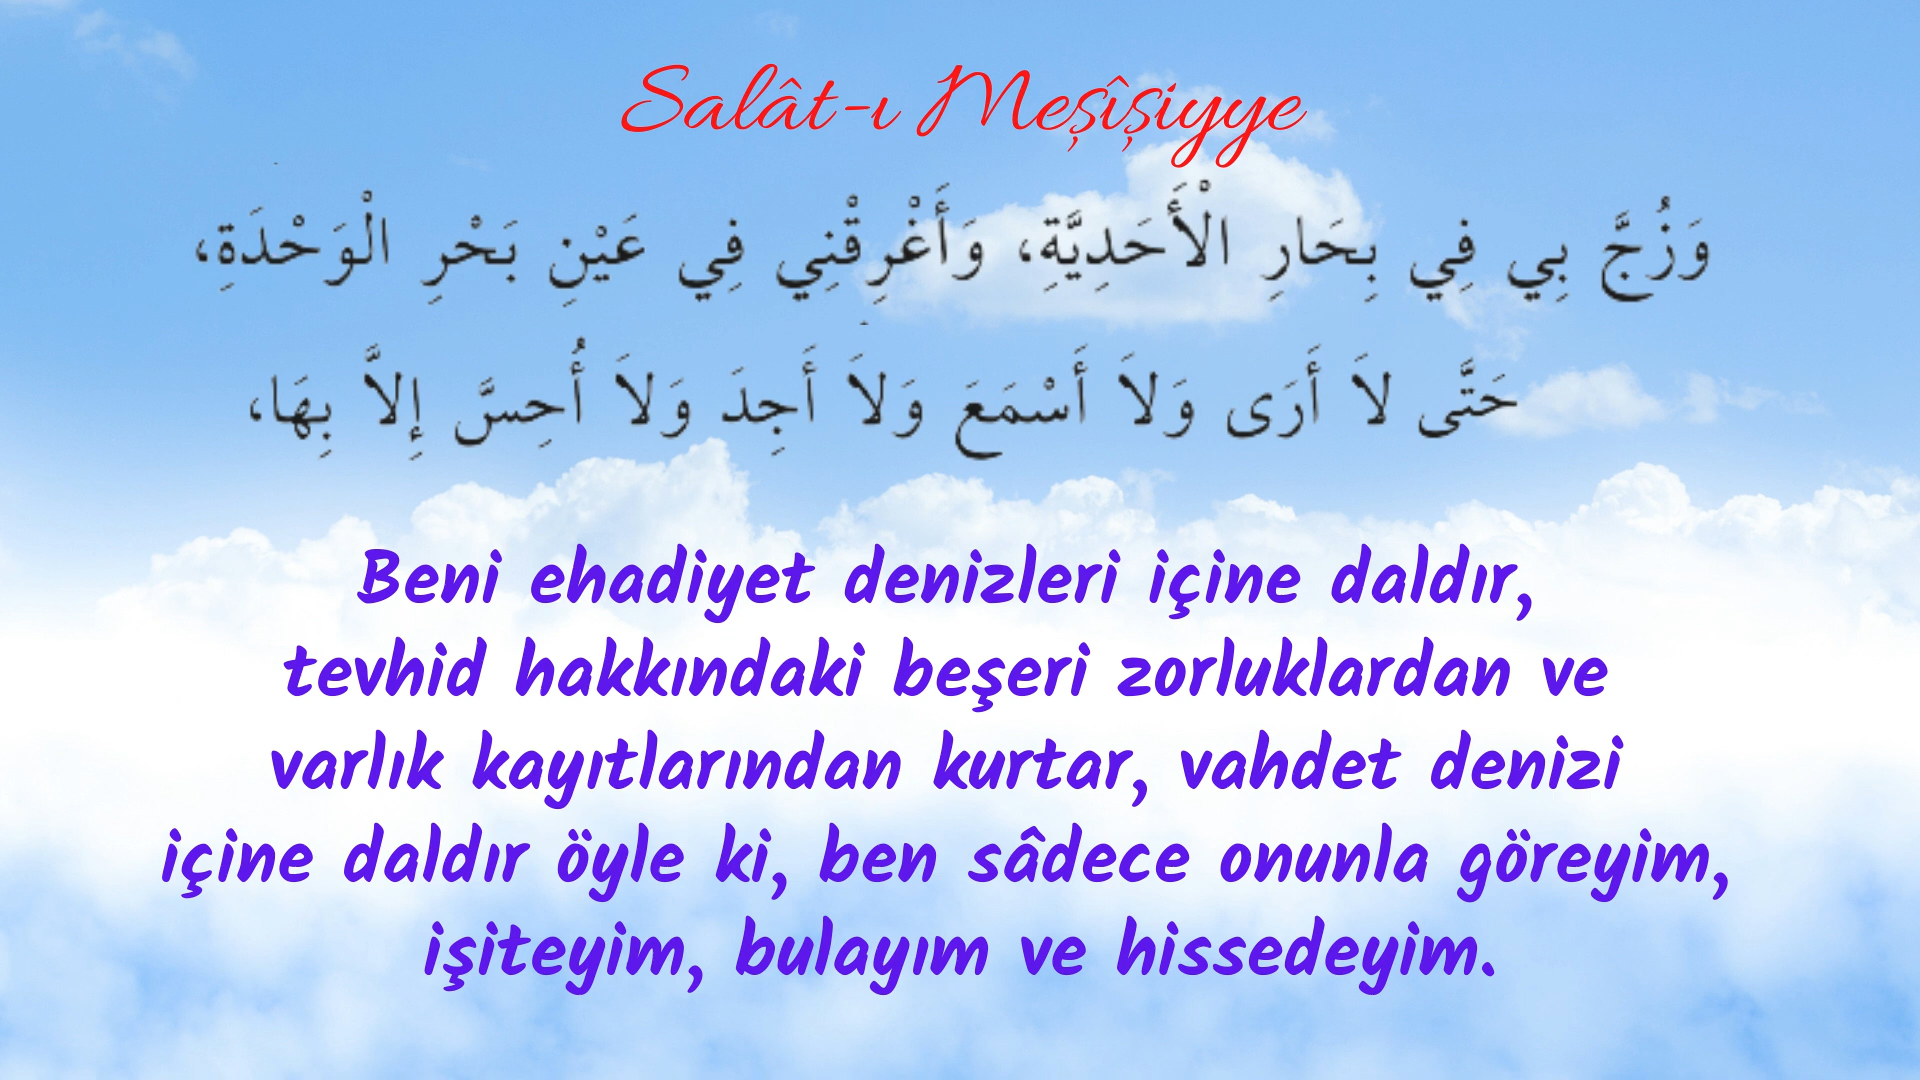 Salât-ı Meşîşiyye
وَزُجَّ بِي فِي بِحَارِ الْأَحَدِيَّةِ، وَأَغْرِقْنِي فِي عَيْنِ بَحْرِ الْوَحْدَةِ،
حَتَّى لاَ أَرَى وَلاَ أَسْمَعَ وَلاَ أَجِدَ وَلاَ أُحِسَّ إِلاَّ بِهَا،
Beni ehadiyet denizleri içine daldır,
tevhid hakkındaki beşeri zorluklardan ve
varlık kayıtlarından kurtar, vahdet denizi
içine daldır öyle ki, ben sâdece onunla göreyim,
işiteyim, bulayım ve hissedeyim.